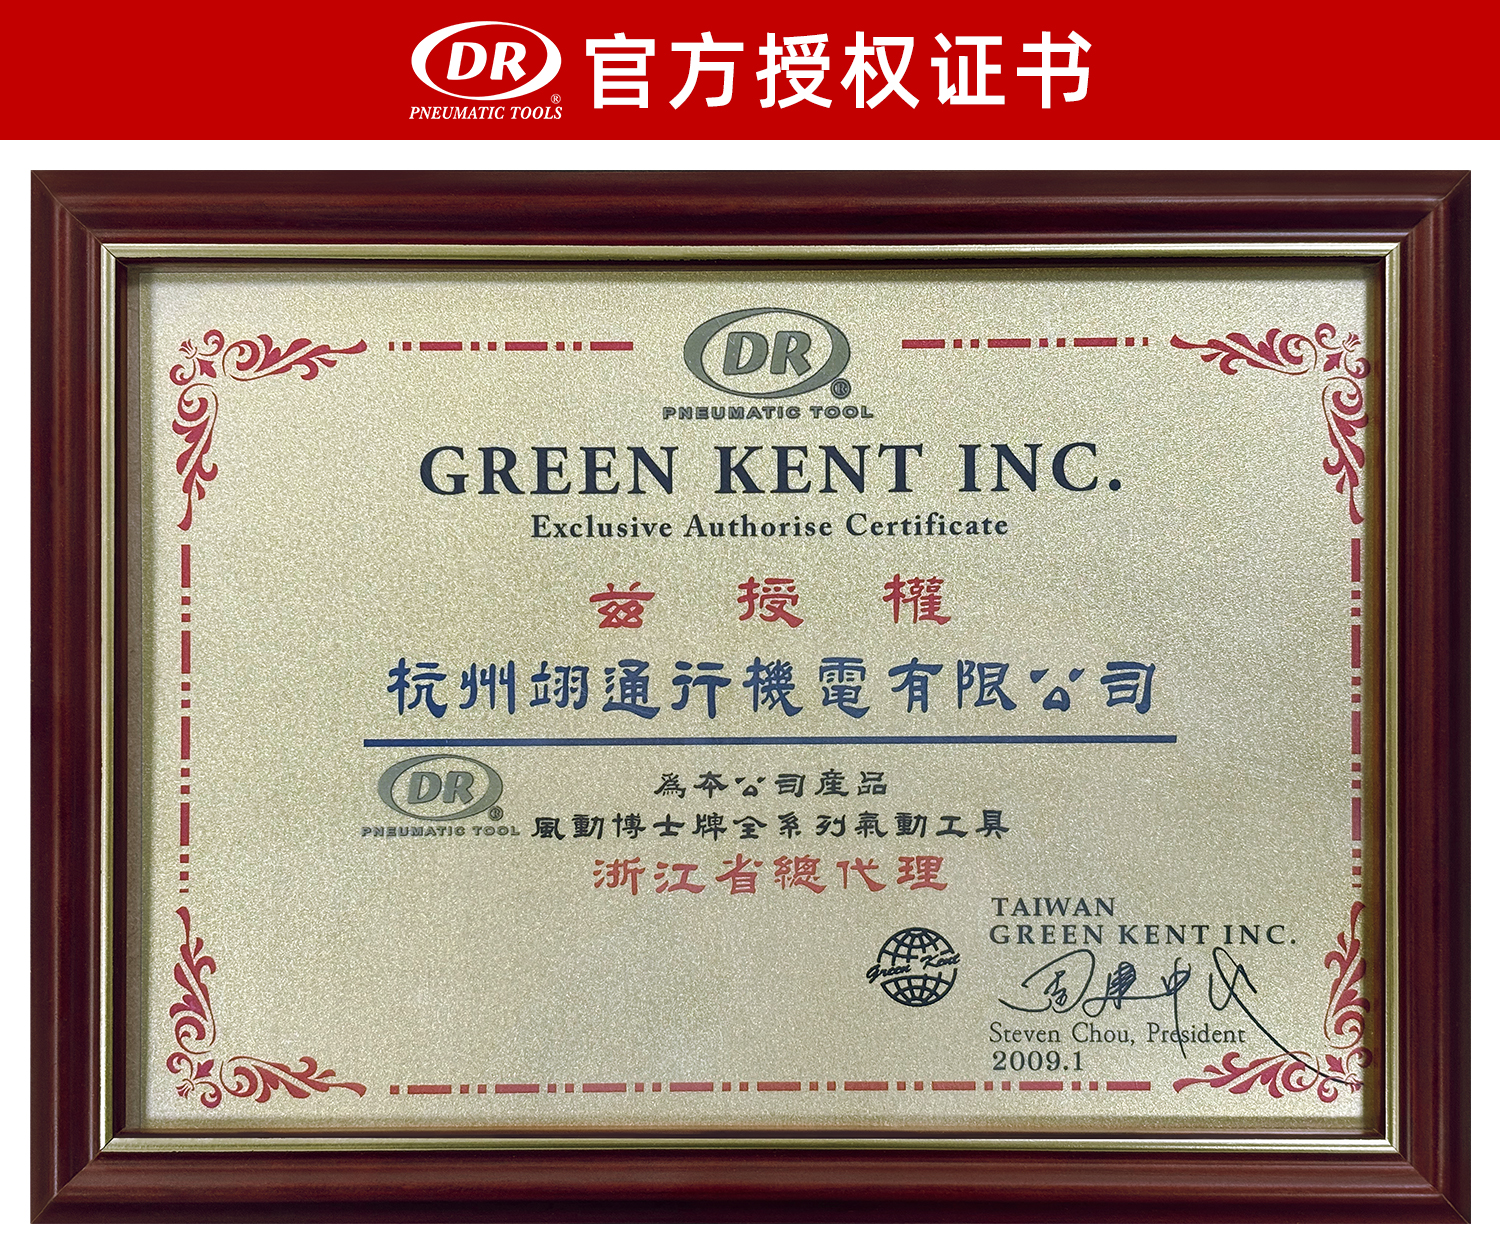 DR
®
PNEUMATIC TOOLS
官方授权证书
DR
®
PNEUMATIC TOOL
GREEN KENT INC.
Exclusive Authorise Certificate
兹授權
杭州翊通行機電有限公司
DR
®
PNEUMATIC TOOL
為本公司産品
風動博士牌全系列氣動工具
浙江省總代理
TAIWAN
GREEN KENT INC.
Green Kent
Steven Chou, President
2009.1